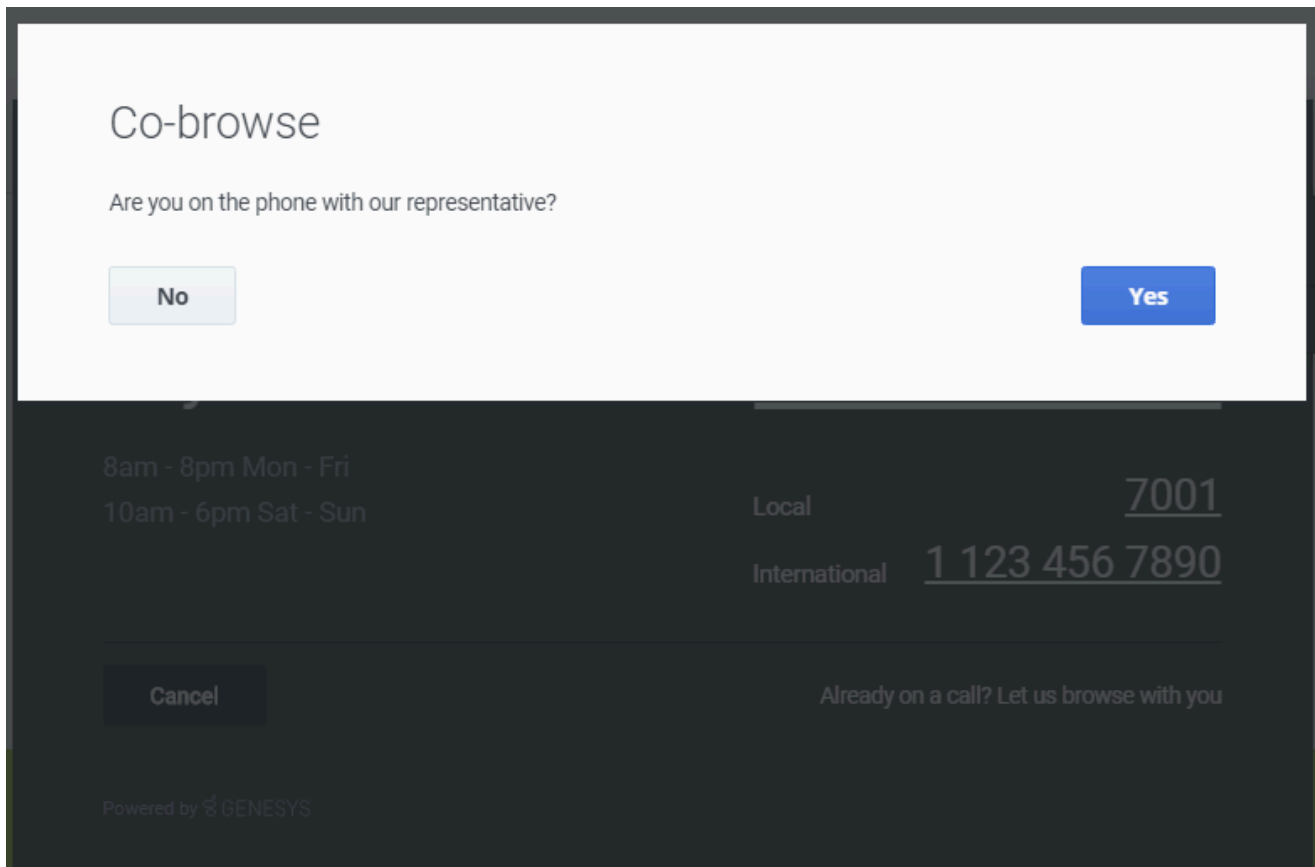 Co-browse
Are you on the phone with our representative?
No Yes
8am - 8pm Mon - Fri
10am - 6pm Sat - Sun
Local 7001
International 1 123 456 7890
Cancel Already on a call? Let us browse with you
Powered by GENESYS